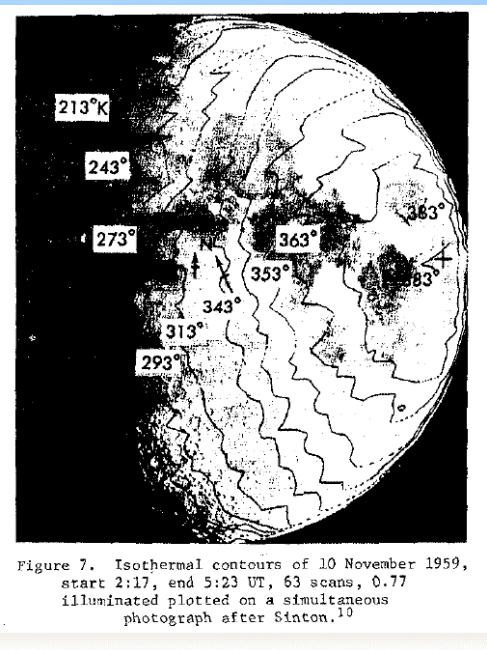 213°K
243°
383°
273°
363°
N
383°
353°
343°
313°
293°
Figure 7. Isothermal contours of 10 November 1959,
start 2:17, end 5:23 UT, 63 scans, 0.77
illuminated plotted on a simultaneous
photograph after Sinton.10